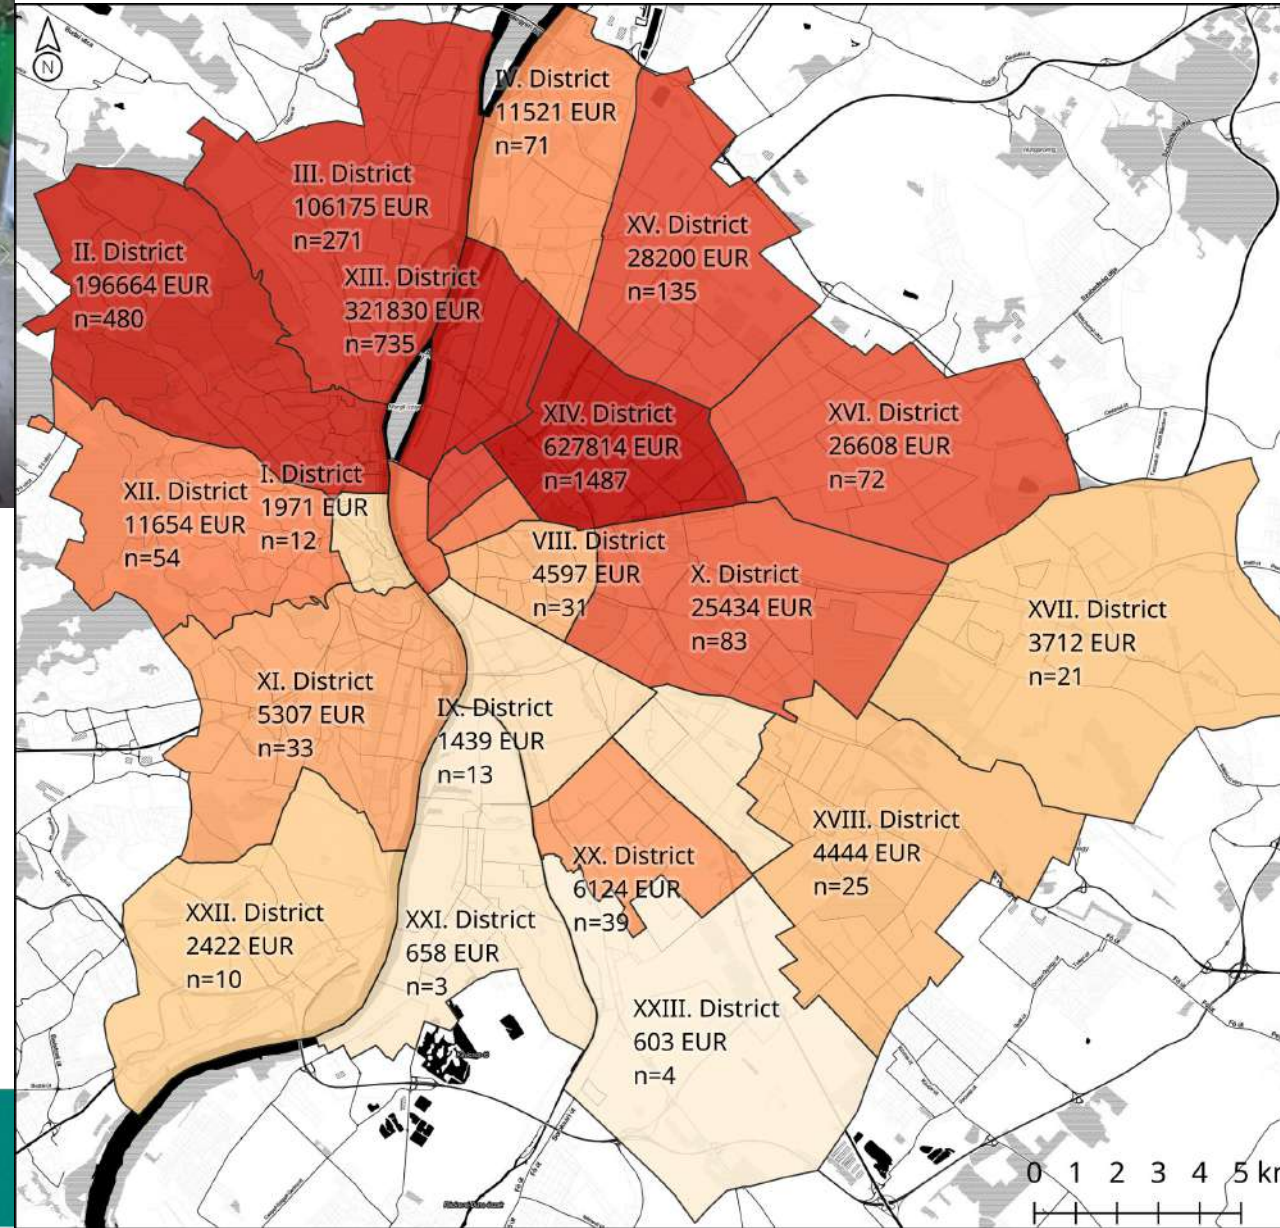 N
IV. District
11521 EUR
n=71
III. District
106175 EUR
n=271
XV. District
28200 EUR
n=135
II. District
196664 EUR
n=480
XIII. District
321830 EUR
n=735
XIV. District
627814 EUR
n=1487
XVI. District
26608 EUR
n=72
I. District
1971 EUR
n=12
XII. District
11654 EUR
n=54
VIII. District
4597 EUR
n=31
X. District
25434 EUR
n=83
XVII. District
3712 EUR
n=21
XI. District
5307 EUR
n=33
IX. District
1439 EUR
n=13
XVIII. District
4444 EUR
n=25
XX. District
6124 EUR
n=39
XXII. District
2422 EUR
n=10
XXI. District
658 EUR
n=3
XXIII. District
603 EUR
n=4
0 1 2 3 4 5 km